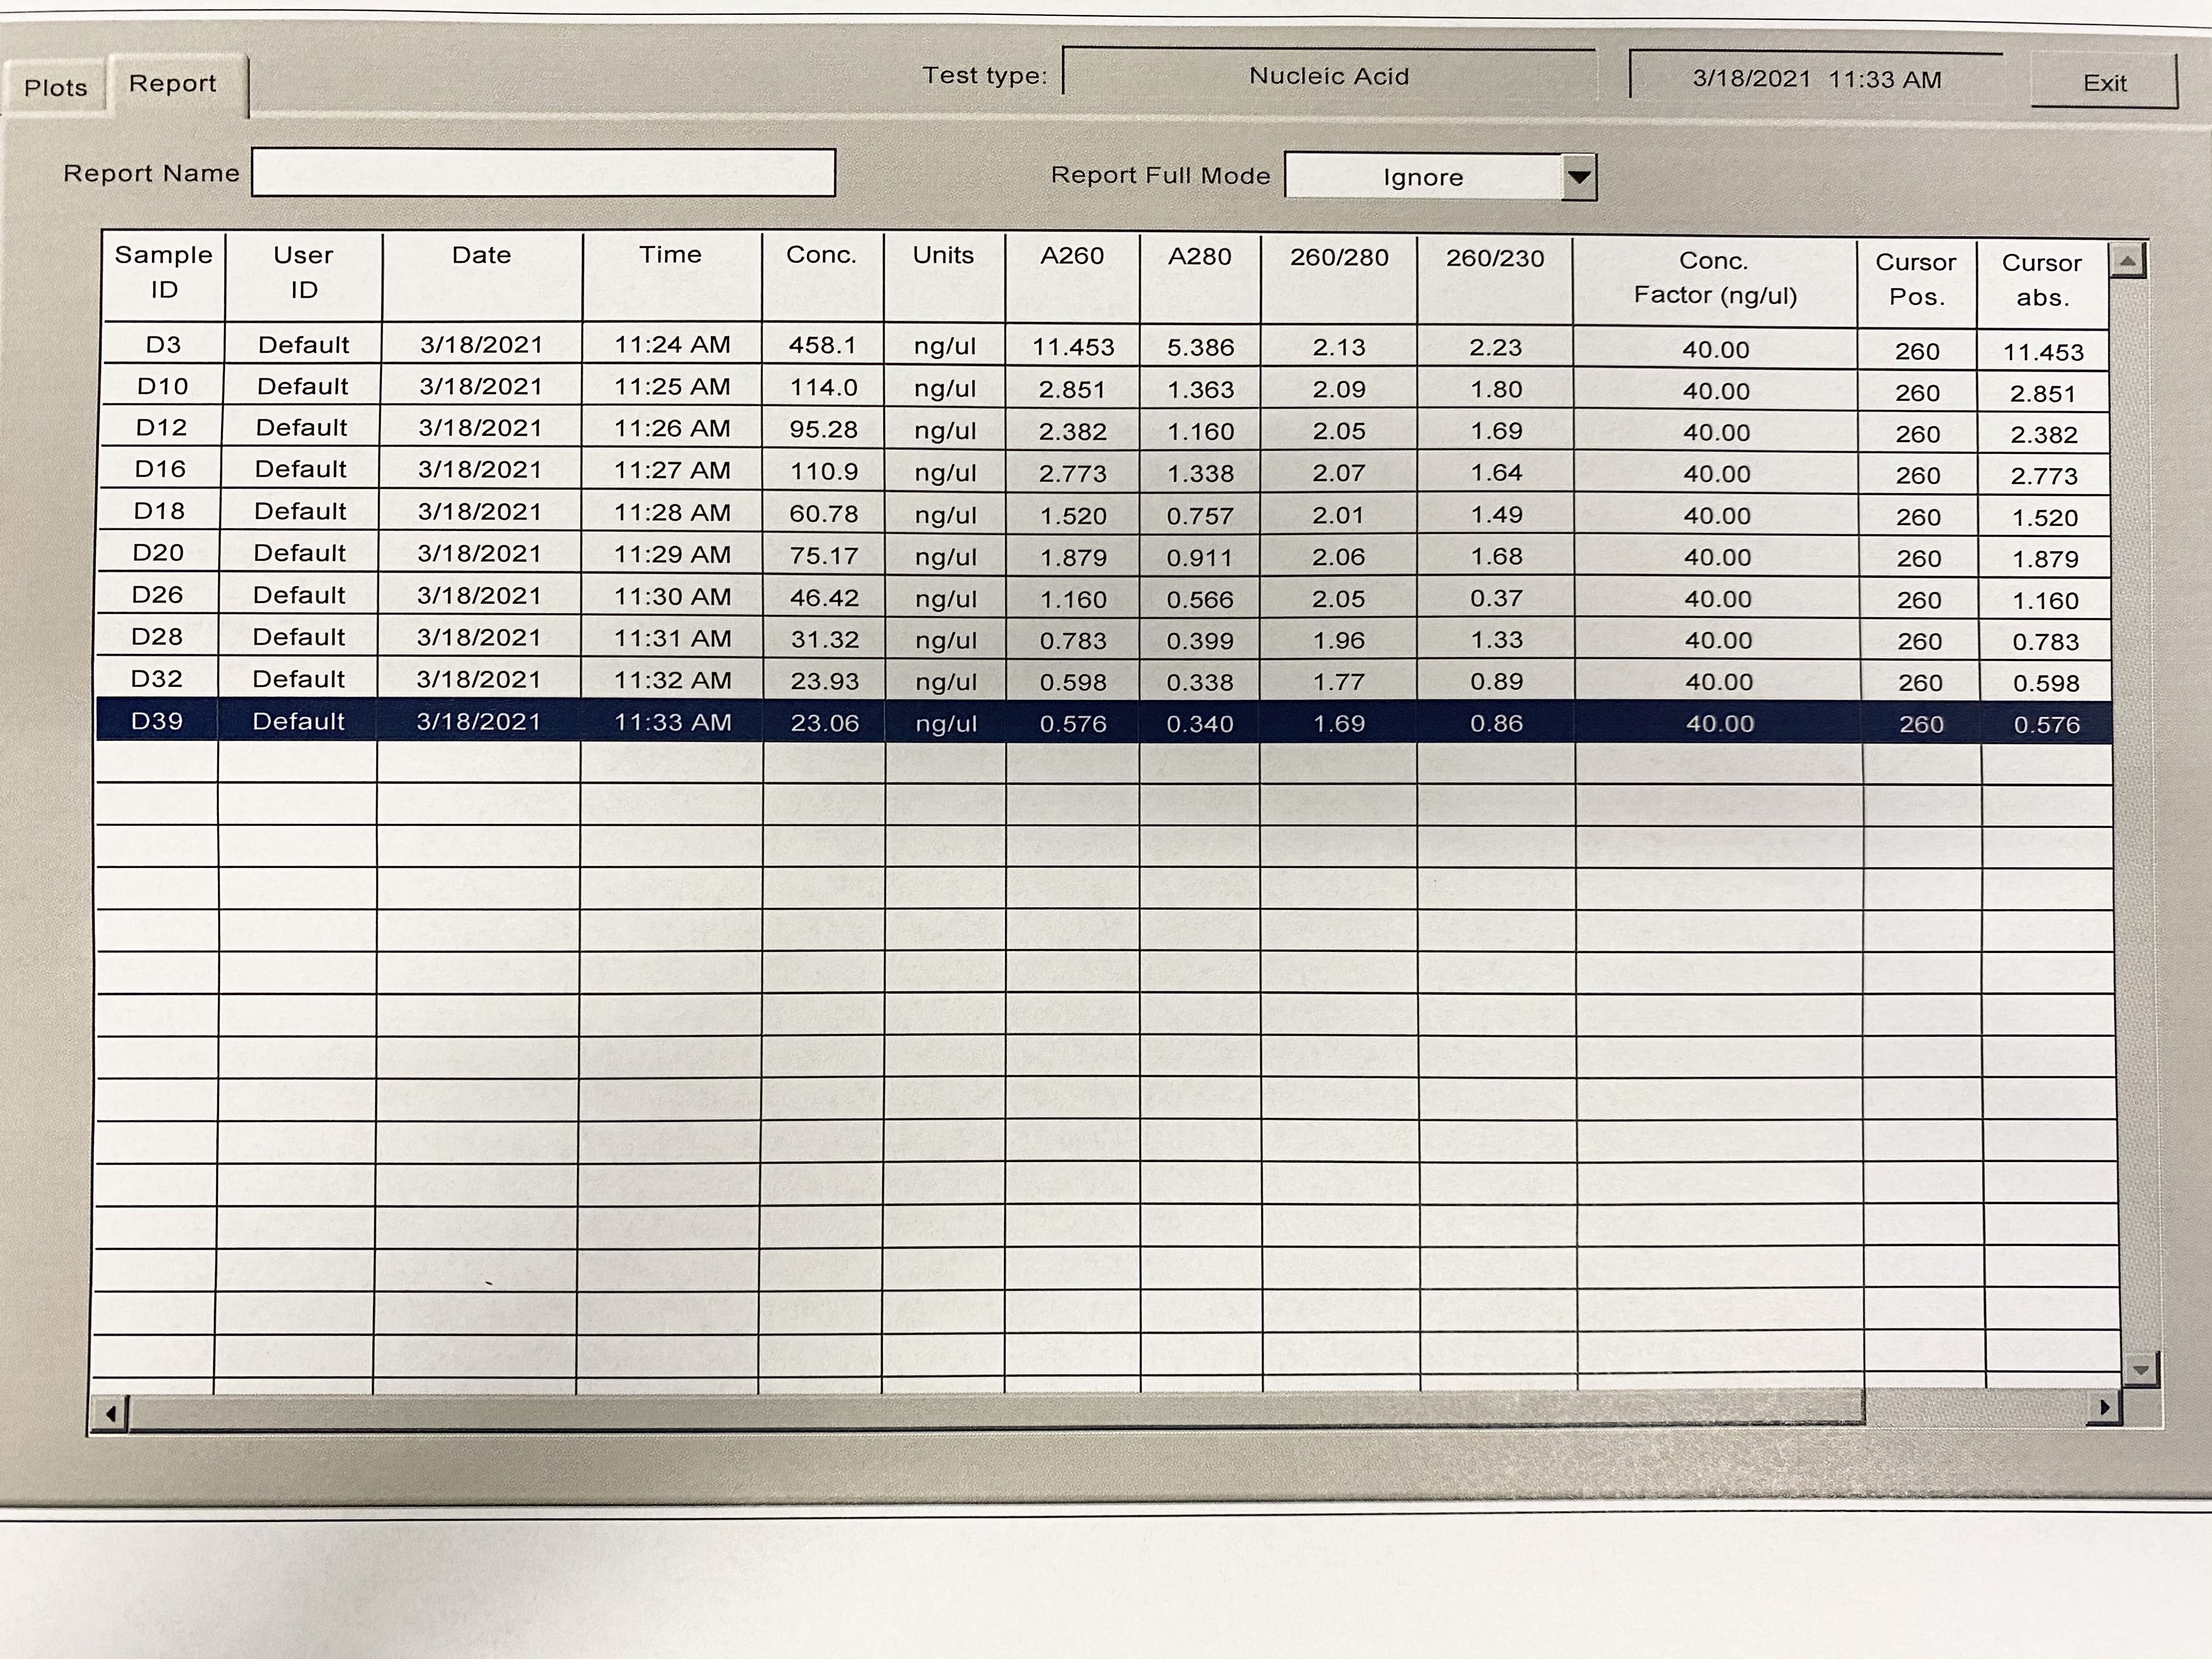 Plots Report Test type: Nucleic Acid 3/18/2021 11:33 AM Exit
Report Name Report Full Mode Ignore
Sample ID User ID Date Time Conc. Units A260 A280 260/280 260/230 Conc. Factor (ng/ul) Cursor Pos. Cursor abs.
D3 Default 3/18/2021 11:24 AM 458.1 ng/ul 11.453 5.386 2.13 2.23 40.00 260 11.453
D10 Default 3/18/2021 11:25 AM 114.0 ng/ul 2.851 1.363 2.09 1.80 40.00 260 2.851
D12 Default 3/18/2021 11:26 AM 95.28 ng/ul 2.382 1.160 2.05 1.69 40.00 260 2.382
D16 Default 3/18/2021 11:27 AM 110.9 ng/ul 2.773 1.338 2.07 1.64 40.00 260 2.773
D18 Default 3/18/2021 11:28 AM 60.78 ng/ul 1.520 0.757 2.01 1.49 40.00 260 1.520
D20 Default 3/18/2021 11:29 AM 75.17 ng/ul 1.879 0.911 2.06 1.68 40.00 260 1.879
D26 Default 3/18/2021 11:30 AM 46.42 ng/ul 1.160 0.566 2.05 0.37 40.00 260 1.160
D28 Default 3/18/2021 11:31 AM 31.32 ng/ul 0.783 0.399 1.96 1.33 40.00 260 0.783
D32 Default 3/18/2021 11:32 AM 23.93 ng/ul 0.598 0.338 1.77 0.89 40.00 260 0.598
D39 Default 3/18/2021 11:33 AM 23.06 ng/ul 0.576 0.340 1.69 0.86 40.00 260 0.576